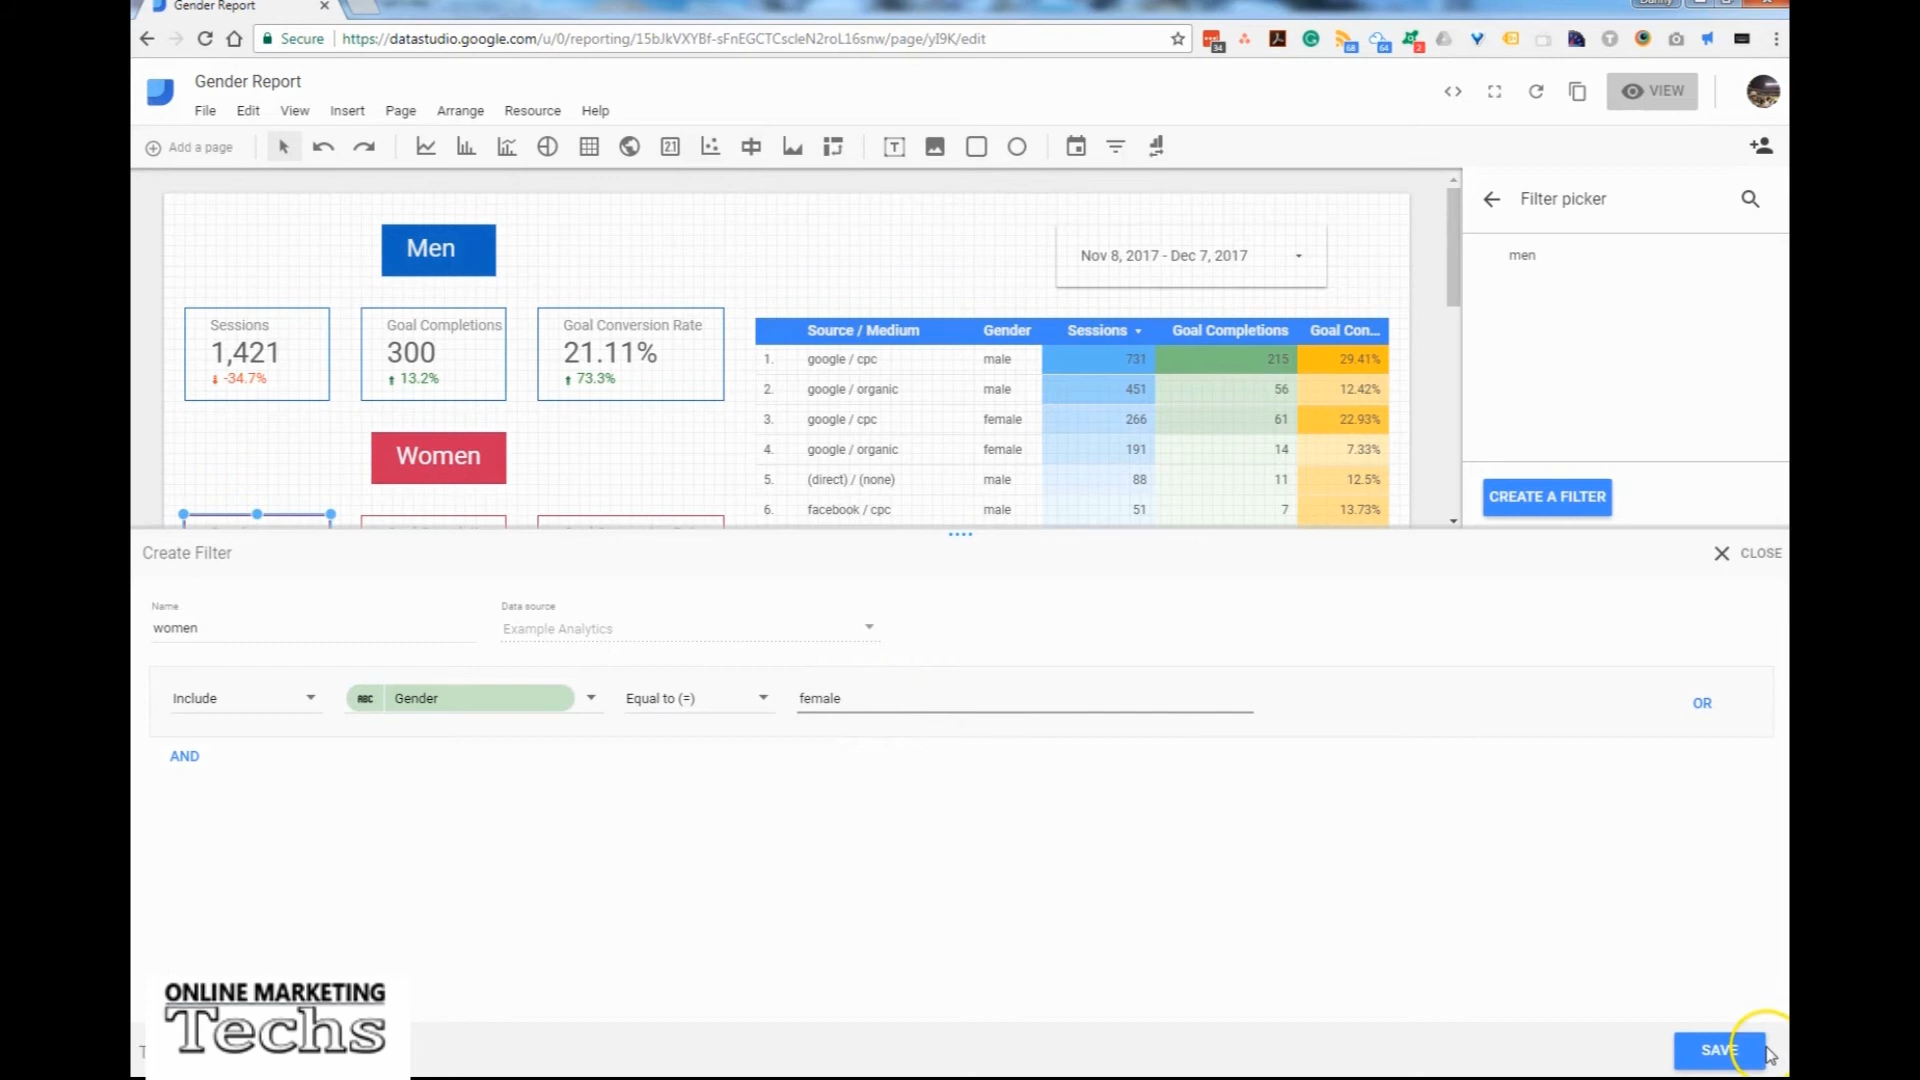 Gender Report
Danny
Secure https://datastudio.google.com/u/0/reporting/15bJkVXYBf-sFnEGCTCscleN2roL16snw/page/yI9K/edit
34
68
64
2
Gender Report
File Edit View Insert Page Arrange Resource Help
VIEW
Add a page
21
T
Filter picker
men
CREATE A FILTER
Men
Nov 8, 2017 - Dec 7, 2017
Sessions
1,421
-34.7%
Goal Completions
300
13.2%
Goal Conversion Rate
21.11%
73.3%
Women
Source / Medium Gender Sessions Goal Completions Goal Con...
1. google / cpc male 731 215 29.41%
2. google / organic male 451 56 12.42%
3. google / cpc female 266 61 22.93%
4. google / organic female 191 14 7.33%
5. (direct) / (none) male 88 11 12.5%
6. facebook / cpc male 51 7 13.73%
Create Filter
CLOSE
Name
women
Data source
Example Analytics
Include ABC Gender Equal to (=) female OR
AND
ONLINE MARKETING
Techs
SAVE